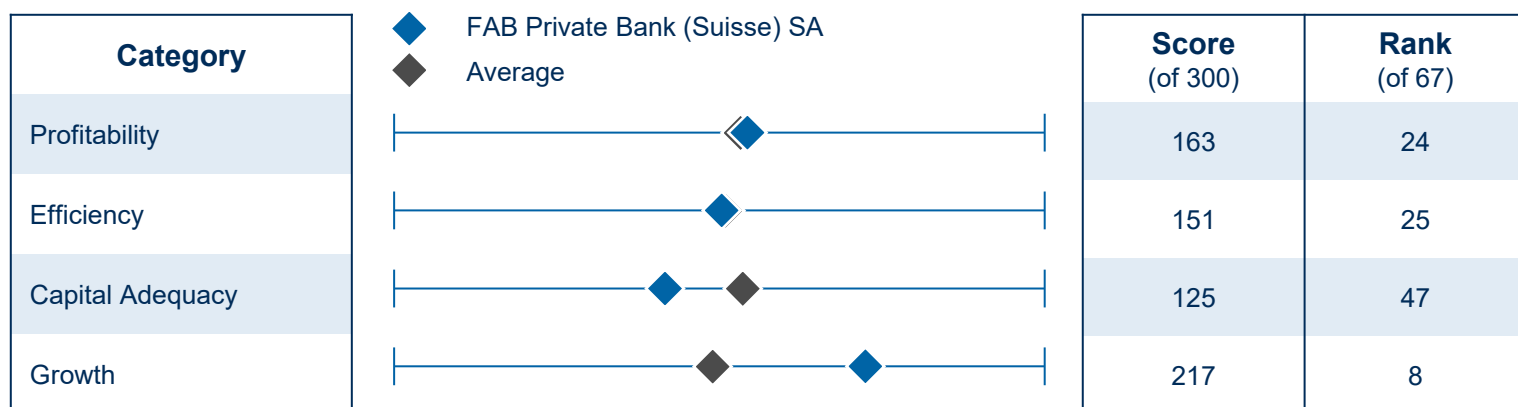 Category
FAB Private Bank (Suisse) SA
Average
Score
(of 300)
Rank
(of 67)
Profitability
163
24
Efficiency
151
25
Capital Adequacy
125
47
Growth
217
8